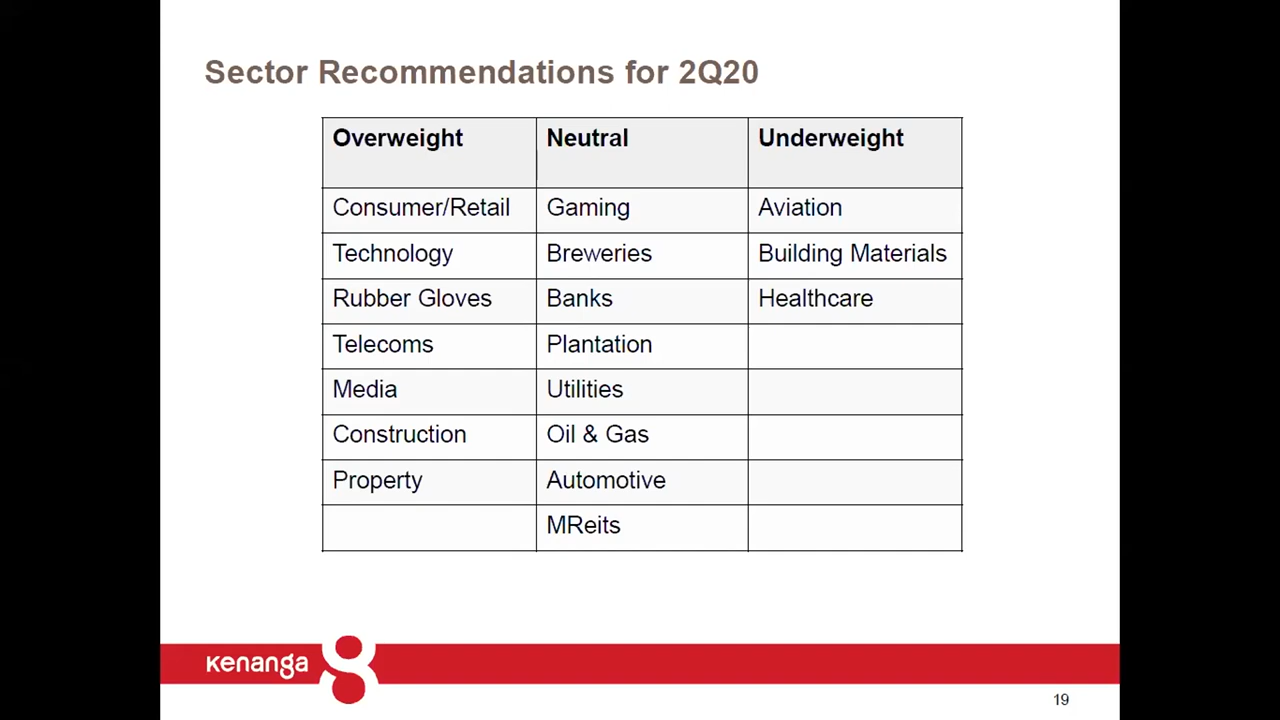 Sector Recommendations for 2Q20
Overweight Neutral Underweight
Consumer/Retail Gaming Aviation
Technology Breweries Building Materials
Rubber Gloves Banks Healthcare
Telecoms Plantation
Media Utilities
Construction Oil & Gas
Property Automotive
MReits
kenanga
19